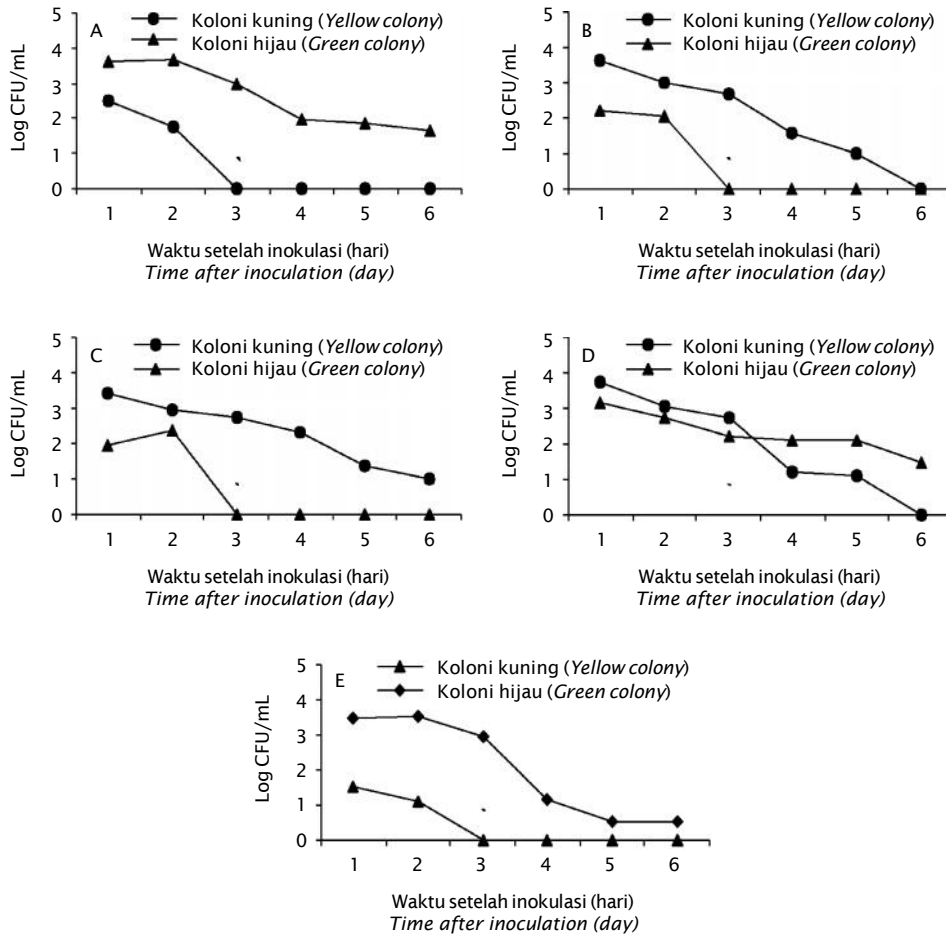 A
Koloni kuning (Yellow colony)
Koloni hijau (Green colony)
Log CFU/mL
5
4
3
2
1
0
1 2 3 4 5 6
Waktu setelah inokulasi (hari)
Time after inoculation (day)
B
Koloni kuning (Yellow colony)
Koloni hijau (Green colony)
Log CFU/mL
5
4
3
2
1
0
1 2 3 4 5 6
Waktu setelah inokulasi (hari)
Time after inoculation (day)
C
Koloni kuning (Yellow colony)
Koloni hijau (Green colony)
Log CFU/mL
5
4
3
2
1
0
1 2 3 4 5 6
Waktu setelah inokulasi (hari)
Time after inoculation (day)
D
Koloni kuning (Yellow colony)
Koloni hijau (Green colony)
Log CFU/mL
5
4
3
2
1
0
1 2 3 4 5 6
Waktu setelah inokulasi (hari)
Time after inoculation (day)
E
Koloni kuning (Yellow colony)
Koloni hijau (Green colony)
Log CFU/mL
5
4
3
2
1
0
1 2 3 4 5 6
Waktu setelah inokulasi (hari)
Time after inoculation (day)